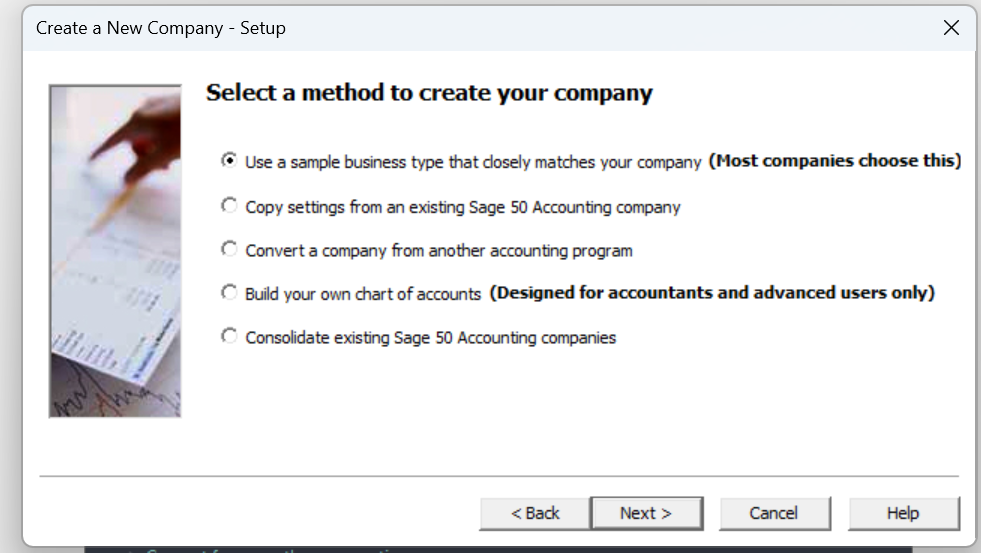 Create a New Company - Setup
Select a method to create your company
Use a sample business type that closely matches your company (Most companies choose this)
Copy settings from an existing Sage 50 Accounting company
Convert a company from another accounting program
Build your own chart of accounts (Designed for accountants and advanced users only)
Consolidate existing Sage 50 Accounting companies
< Back Next > Cancel Help